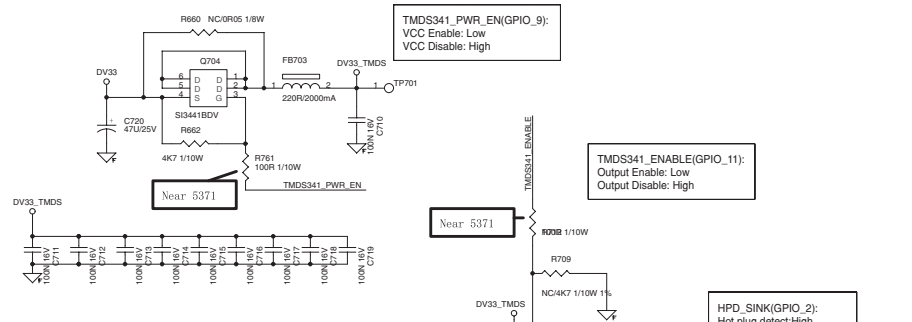 R660 NC/0R05 1/8W
TMDS341_PWR_EN(GPIO_9):
VCC Enable: Low
VCC Disable: High
Q704
FB703
DV33
DV33_TMDS
6 D D 1
5 D D 2
4 S G 3
1 2
1
TP701
SI3441BDV
220R/2000mA
C720
47U/25V
100N 16V
C710
R662
4K7 1/10W
R761
100R 1/10W
TMDS341_PWR_EN
Near 5371
TMDS341_ENABLE
TMDS341_ENABLE(GPIO_11):
Output Enable: Low
Output Disable: High
Near 5371
1/10W
DV33_TMDS
100N 16V
C711
100N 16V
C712
100N 16V
C713
100N 16V
C714
100N 16V
C715
100N 16V
C716
100N 16V
C717
100N 16V
C718
100N 16V
C719
R709
NC/4K7 1/10W 1%
DV33_TMDS
HPD_SINK(GPIO_2):
Hot plug detect:High